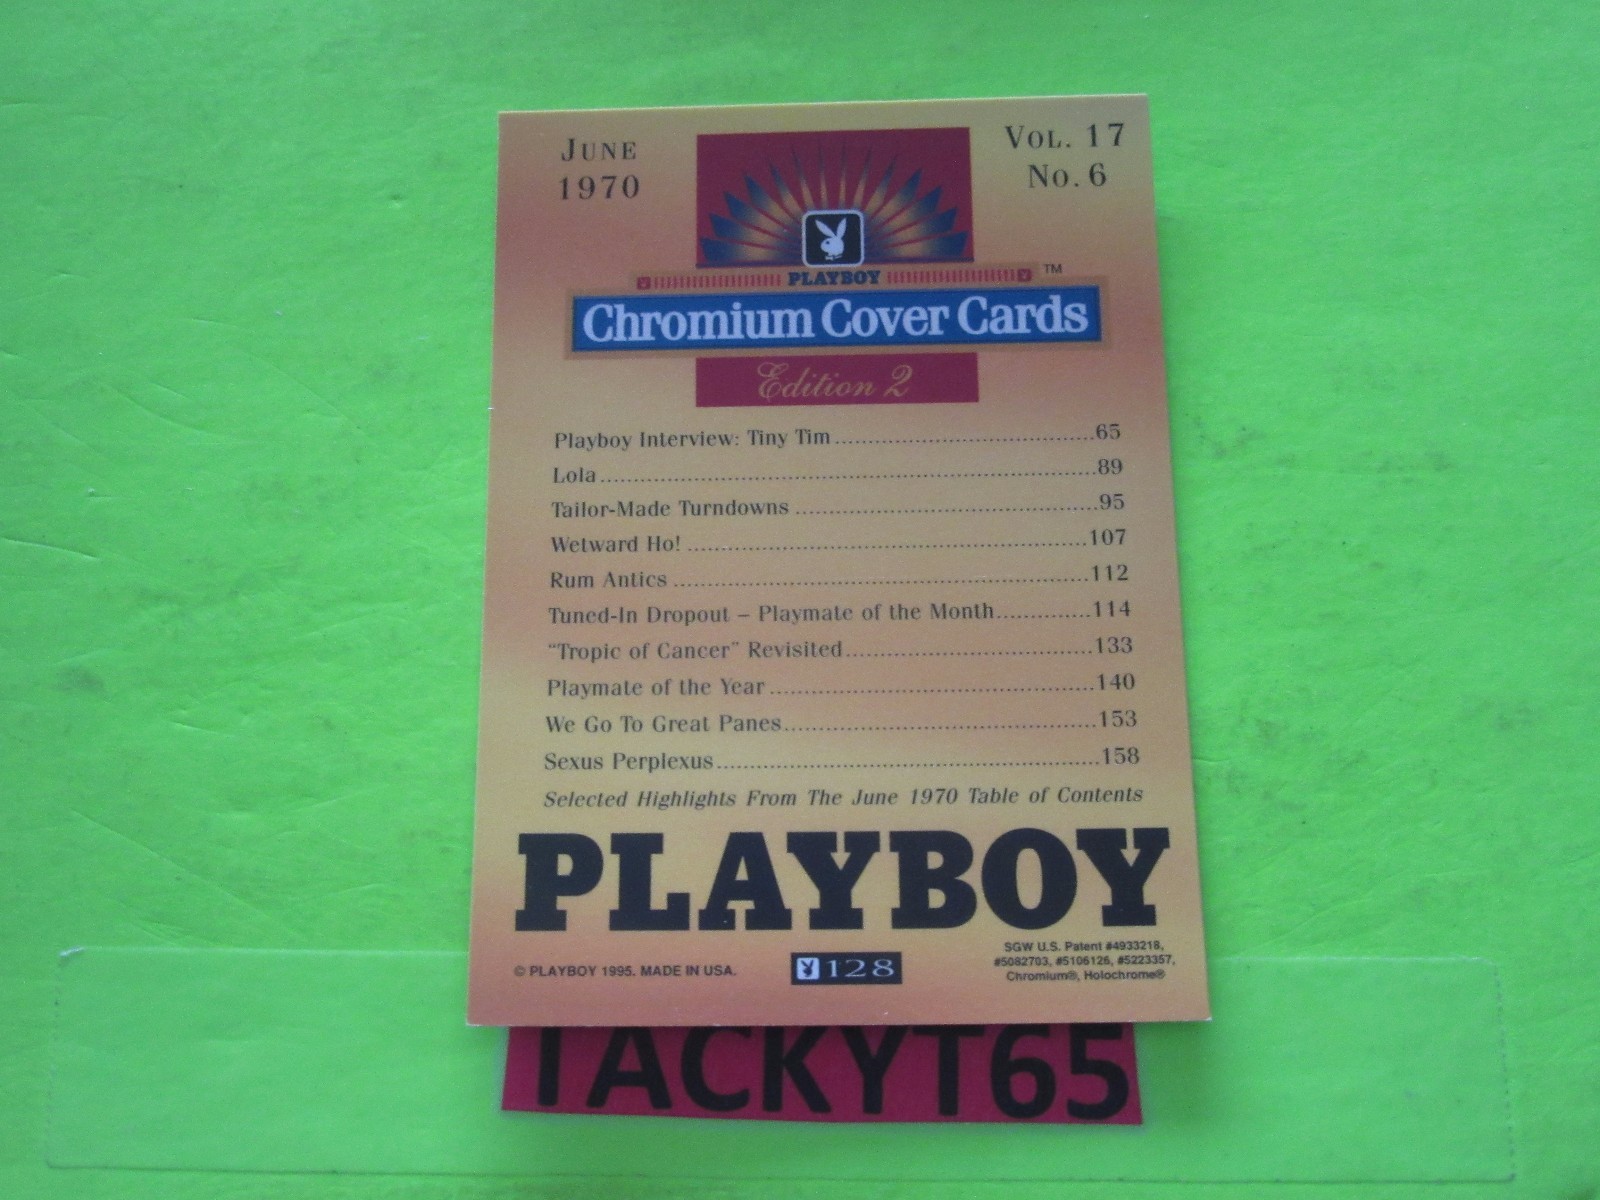 JUNE
1970
VOL. 17
No. 6
PLAYBOY
TM
Chromium Cover Cards
Edition 2
Playboy Interview: Tiny Tim.......................................65
Lola..........................................................................89
Tailor-Made Turndowns .............................................95
Wetward Ho! ...........................................................107
Rum Antics .............................................................112
Tuned-In Dropout – Playmate of the Month..............114
"Tropic of Cancer" Revisited.....................................133
Playmate of the Year ................................................140
We Go To Great Panes..............................................153
Sexus Perplexus.......................................................158
Selected Highlights From The June 1970 Table of Contents
PLAYBOY
© PLAYBOY 1995. MADE IN USA.
128
SGW U.S. Patent #4933218,
#5082703, #5106126, #5223357,
Chromium®, Holochrome®
TACKYT65